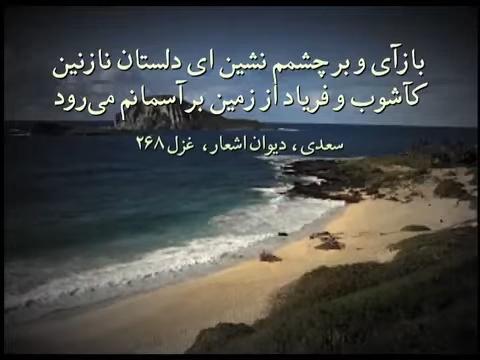 بازآی و بر چشمم نشین ای دلستان نازنین
کآشوب و فریاد از زمین بر آسمانم می‌رود
سعدی، دیوان اشعار، غزل ۲۶۸